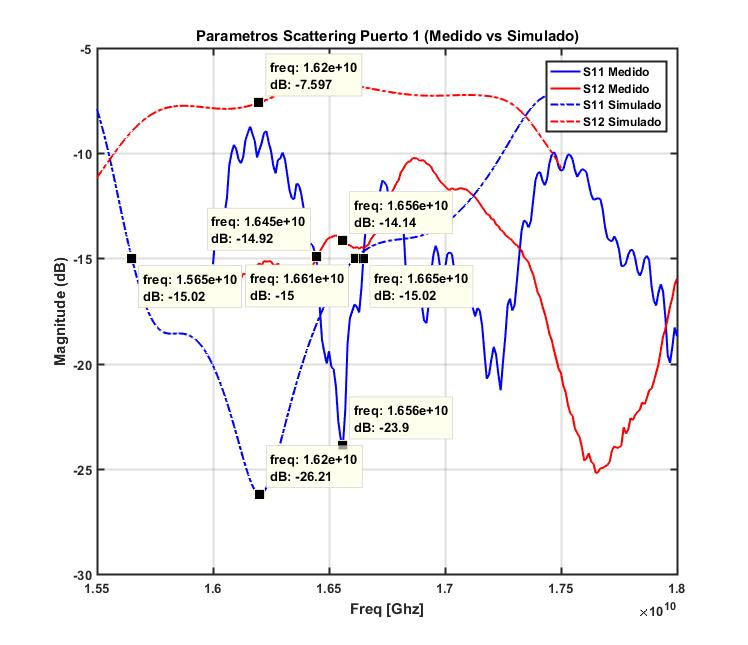 Parametros Scattering Puerto 1 (Medido vs Simulado)
-5
-10
-15
-20
-25
-30
Magnitude (dB)
S11 Medido
S12 Medido
S11 Simulado
S12 Simulado
freq: 1.62e+10
dB: -7.597
freq: 1.656e+10
dB: -14.14
freq: 1.645e+10
dB: -14.92
freq: 1.565e+10
dB: -15.02
freq: 1.661e+10
dB: -15
freq: 1.665e+10
dB: -15.02
freq: 1.656e+10
dB: -23.9
freq: 1.62e+10
dB: -26.21
1.55 1.6 1.65 1.7 1.75 1.8
Freq [Ghz]
×10^10